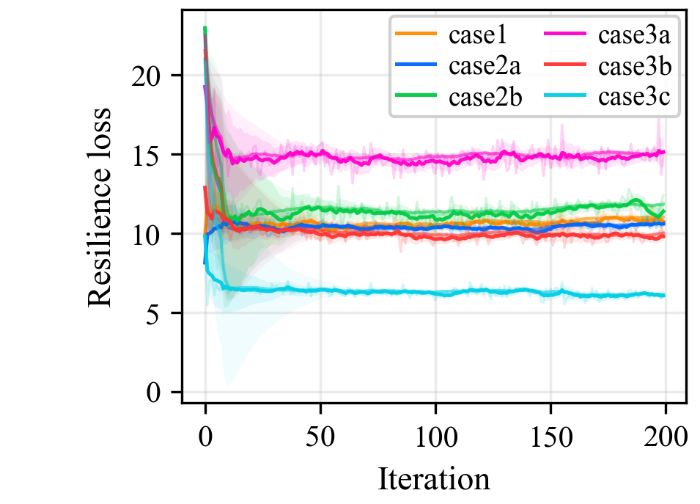 case1 case3a
case2a case3b
case2b case3c
20
15
10
5
0
Resilience loss
0 50 100 150 200
Iteration